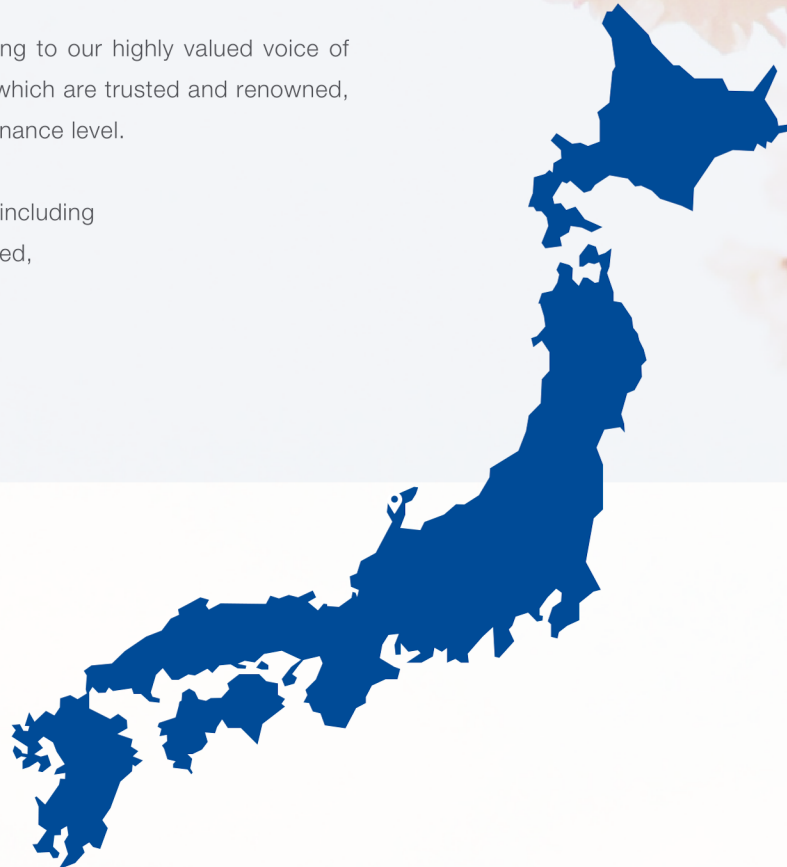 ng to our highly valued voice of
which are trusted and renowned,
nance level.
including
ed,